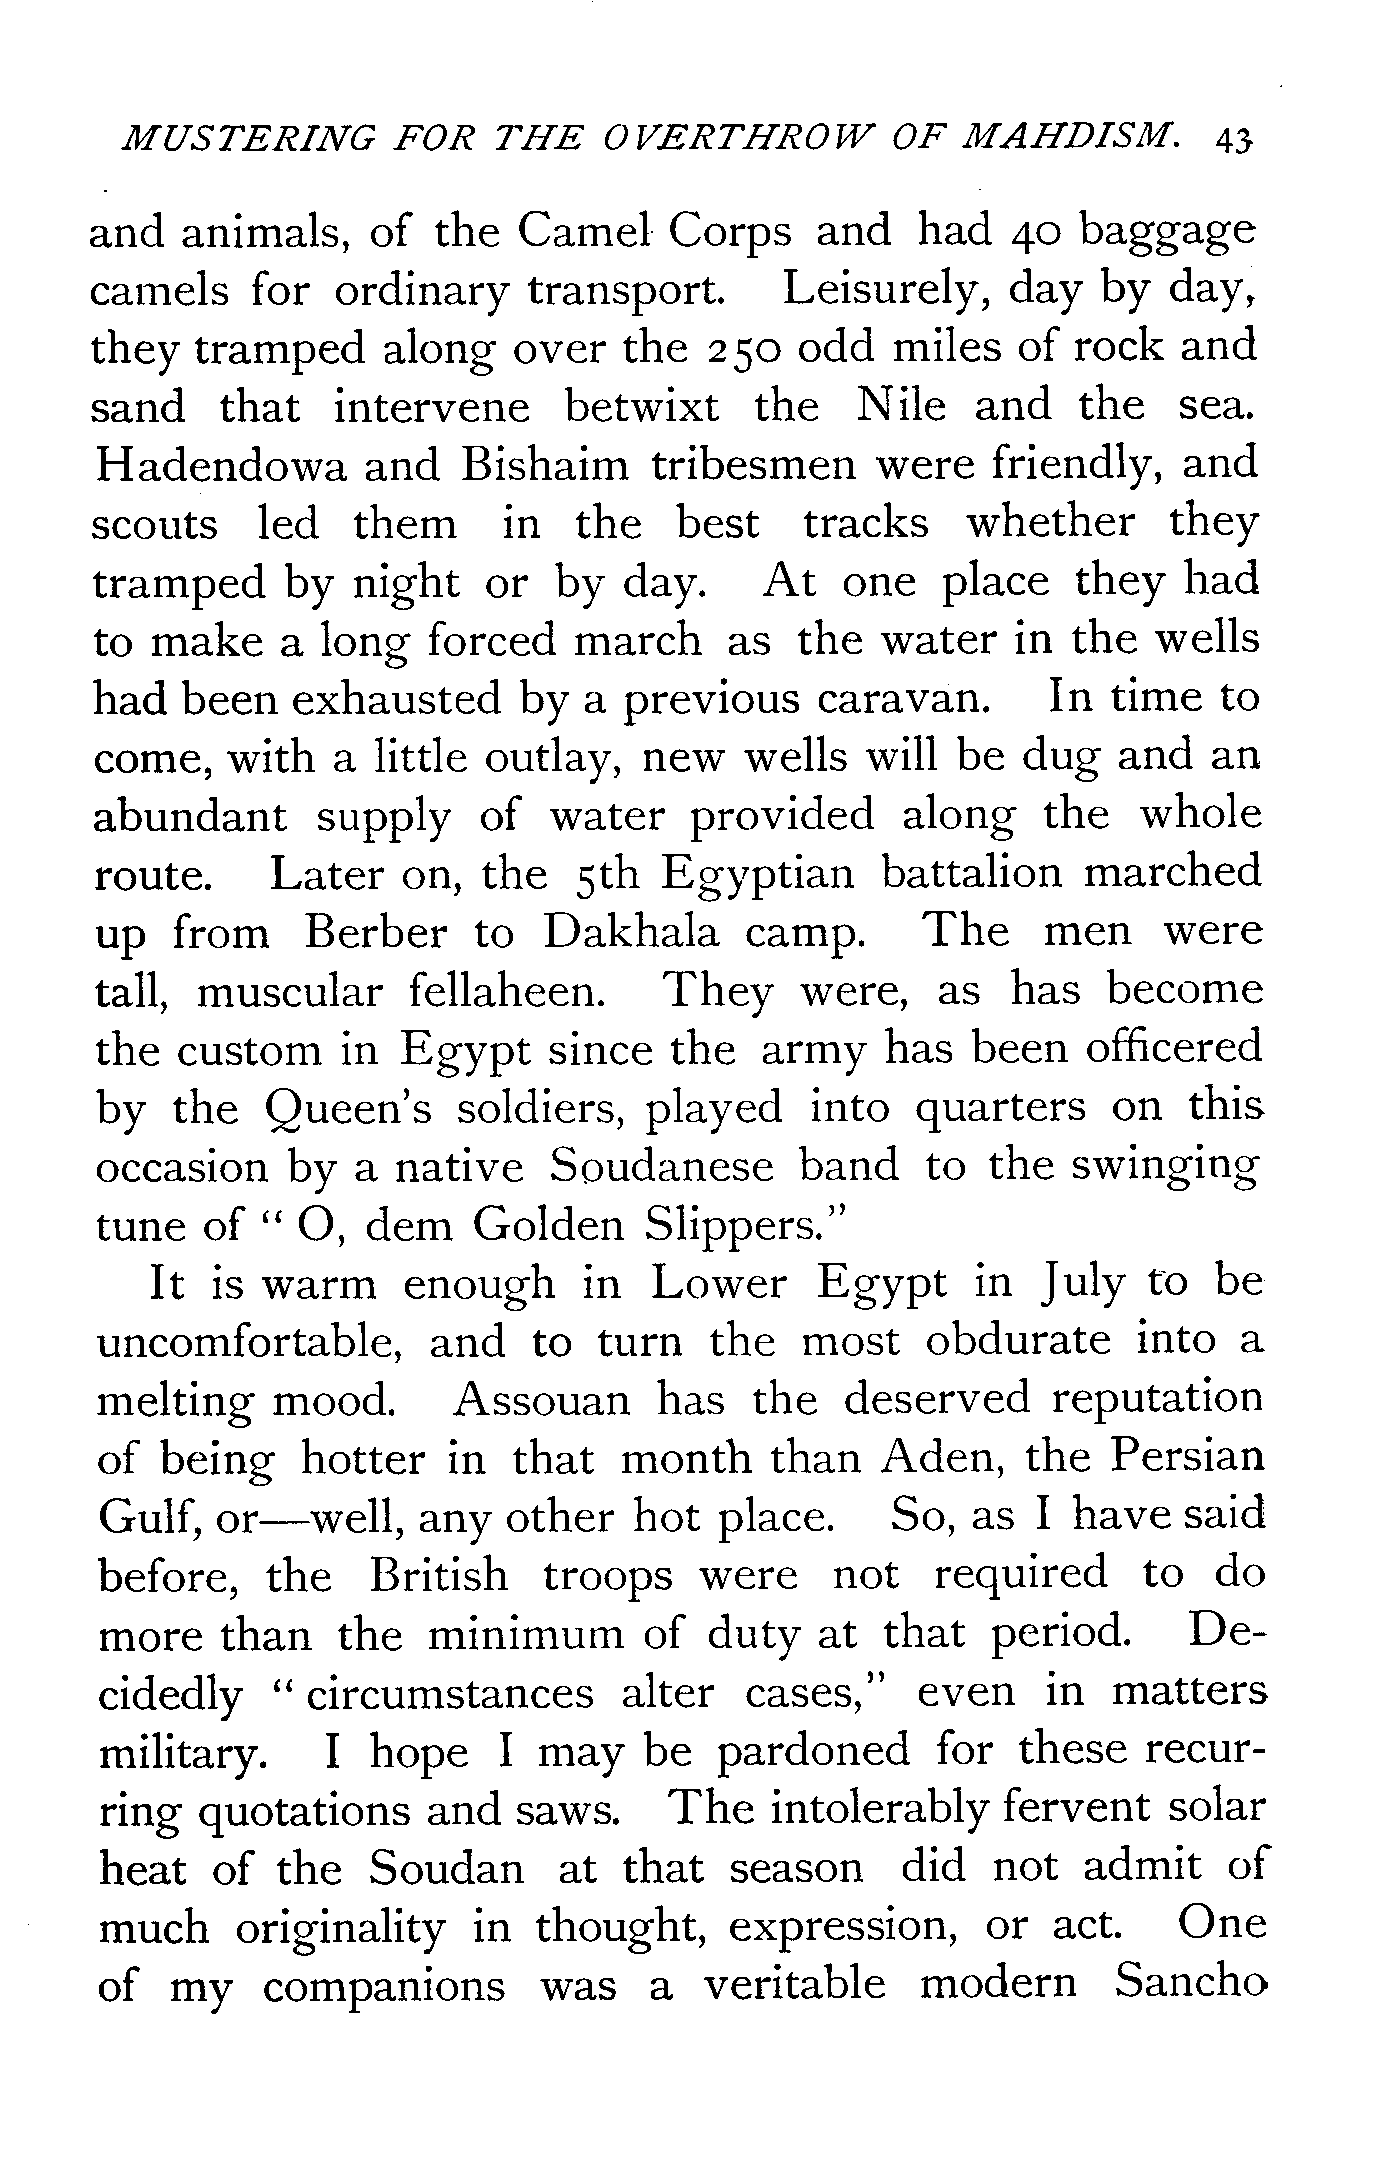 MUSTERING FOR THE OVERTHROW OF MAHDISM. 43
and animals, of the Camel Corps and had 40 baggage
camels for ordinary transport. Leisurely, day by day,
they tramped along over the 250 odd miles of rock and
sand that intervene betwixt the Nile and the sea.
Hadendowa and Bishaim tribesmen were friendly, and
scouts led them in the best tracks whether they
tramped by night or by day. At one place they had
to make a long forced march as the water in the wells
had been exhausted by a previous caravan. In time to
come, with a little outlay, new wells will be dug and an
abundant supply of water provided along the whole
route. Later on, the 5th Egyptian battalion marched
up from Berber to Dakhala camp. The men were
tall, muscular fellaheen. They were, as has become
the custom in Egypt since the army has been officered
by the Queen's soldiers, played into quarters on this
occasion by a native Soudanese band to the swinging
tune of " O, dem Golden Slippers."
It is warm enough in Lower Egypt in July to be
uncomfortable, and to turn the most obdurate into a
melting mood. Assouan has the deserved reputation
of being hotter in that month than Aden, the Persian
Gulf, or—well, any other hot place. So, as I have said
before, the British troops were not required to do
more than the minimum of duty at that period. De-
cidedly " circumstances alter cases," even in matters
military. I hope I may be pardoned for these recur-
ring quotations and saws. The intolerably fervent solar
heat of the Soudan at that season did not admit of
much originality in thought, expression, or act. One
of my companions was a veritable modern Sancho